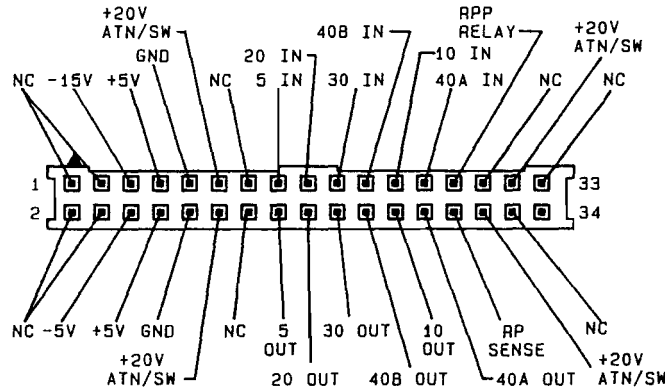 +20V
ATN/SW
GND
20 IN
40B IN
RPP
RELAY
10 IN
+20V
ATN/SW
NC -15V +5V
NC
5 IN
30 IN
40A IN
NC
NC
1
33
2
34
NC -5V +5V GND
NC
5
OUT
30 OUT
10
OUT
RP
SENSE
NC
+20V
ATN/SW
20 OUT
40B OUT
40A OUT
+20V
ATN/SW